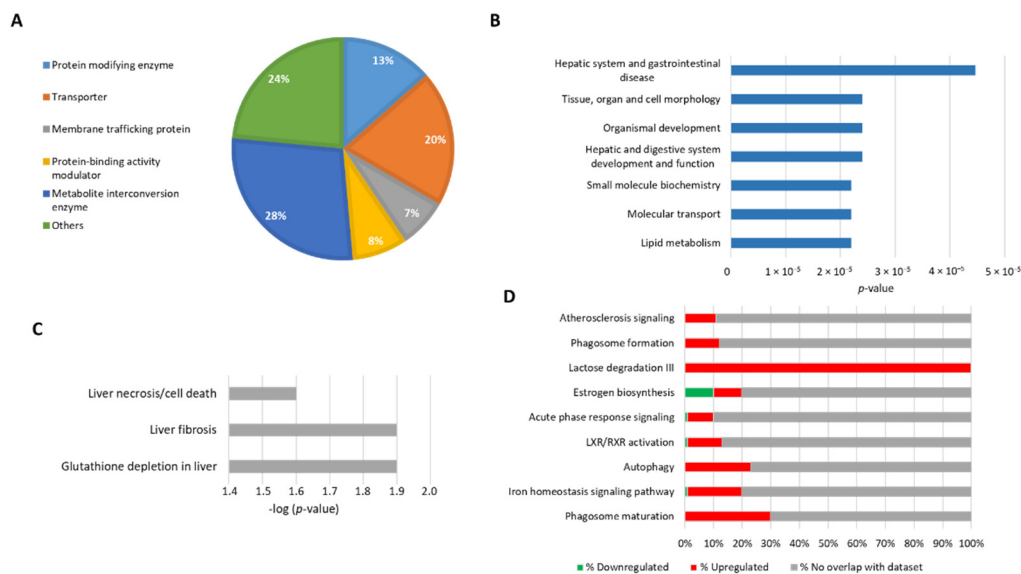 A
Protein modifying enzyme
Transporter
Membrane trafficking protein
Protein-binding activity
modulator
Metabolite interconversion
enzyme
Others
13%
20%
7%
8%
28%
24%
B
Hepatic system and gastrointestinal
disease
Tissue, organ and cell morphology
Organismal development
Hepatic and digestive system
development and function
Small molecule biochemistry
Molecular transport
Lipid metabolism
0 1 × 10⁻⁵ 2 × 10⁻⁵ 3 × 10⁻⁵ 4 × 10⁻⁵ 5 × 10⁻⁵
p-value
C
Liver necrosis/cell death
Liver fibrosis
Glutathione depletion in liver
1.4 1.5 1.6 1.7 1.8 1.9 2.0
-log (p-value)
D
Atherosclerosis signaling
Phagosome formation
Lactose degradation III
Estrogen biosynthesis
Acute phase response signaling
LXR/RXR activation
Autophagy
Iron homeostasis signaling pathway
Phagosome maturation
0% 10% 20% 30% 40% 50% 60% 70% 80% 90% 100%
% Downregulated % Upregulated % No overlap with dataset